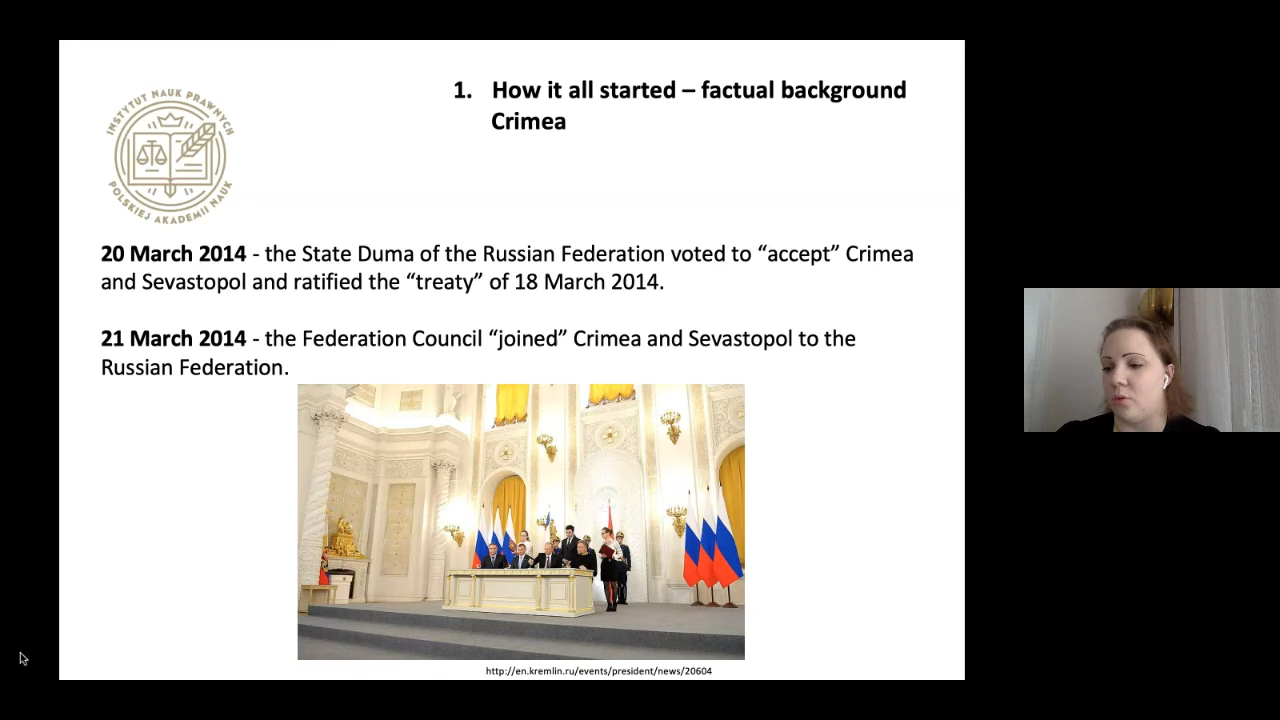 INSTYTUT NAUK PRAWNYCH
POLSKIEJ AKADEMII NAUK
1. How it all started – factual background
Crimea
20 March 2014 - the State Duma of the Russian Federation voted to “accept” Crimea
and Sevastopol and ratified the “treaty” of 18 March 2014.
21 March 2014 - the Federation Council “joined” Crimea and Sevastopol to the
Russian Federation.
http://en.kremlin.ru/events/president/news/20604